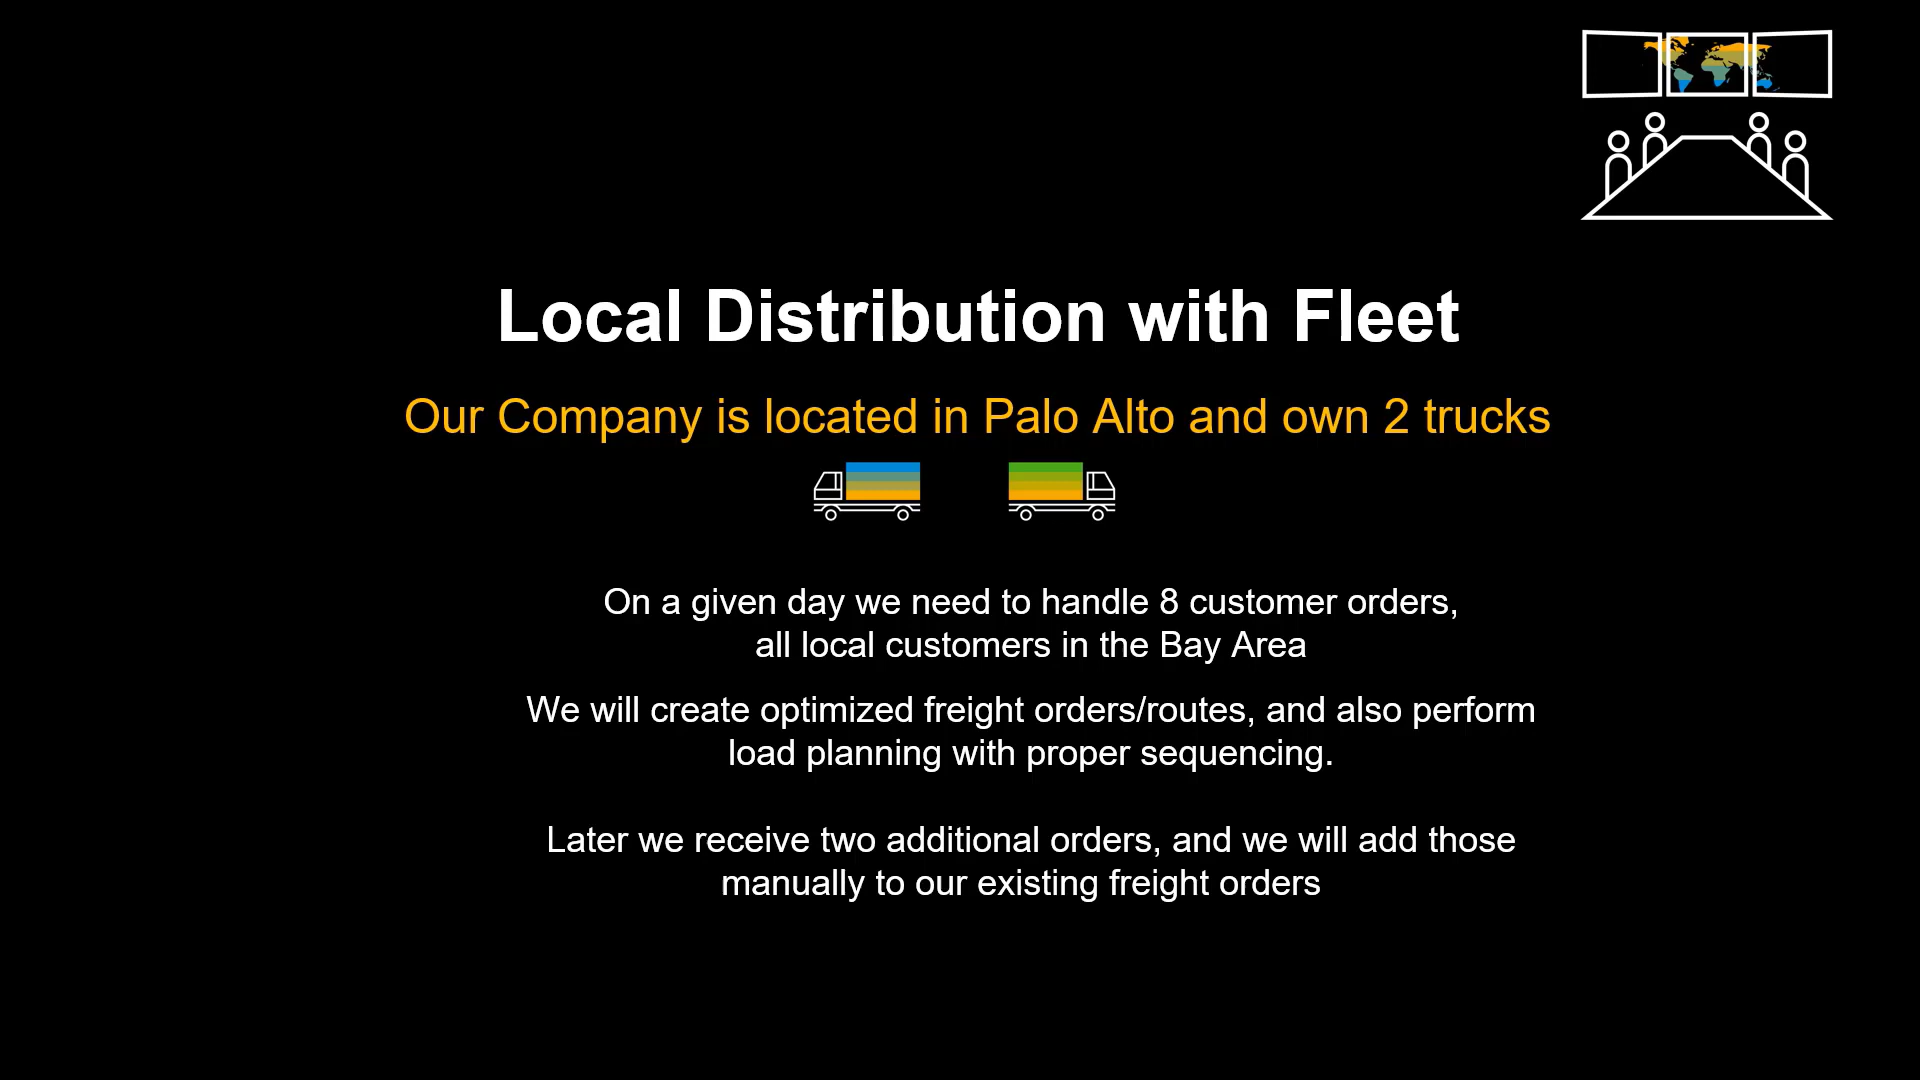 Local Distribution with Fleet
Our Company is located in Palo Alto and own 2 trucks
On a given day we need to handle 8 customer orders,
all local customers in the Bay Area
We will create optimized freight orders/routes, and also perform
load planning with proper sequencing.
Later we receive two additional orders, and we will add those
manually to our existing freight orders